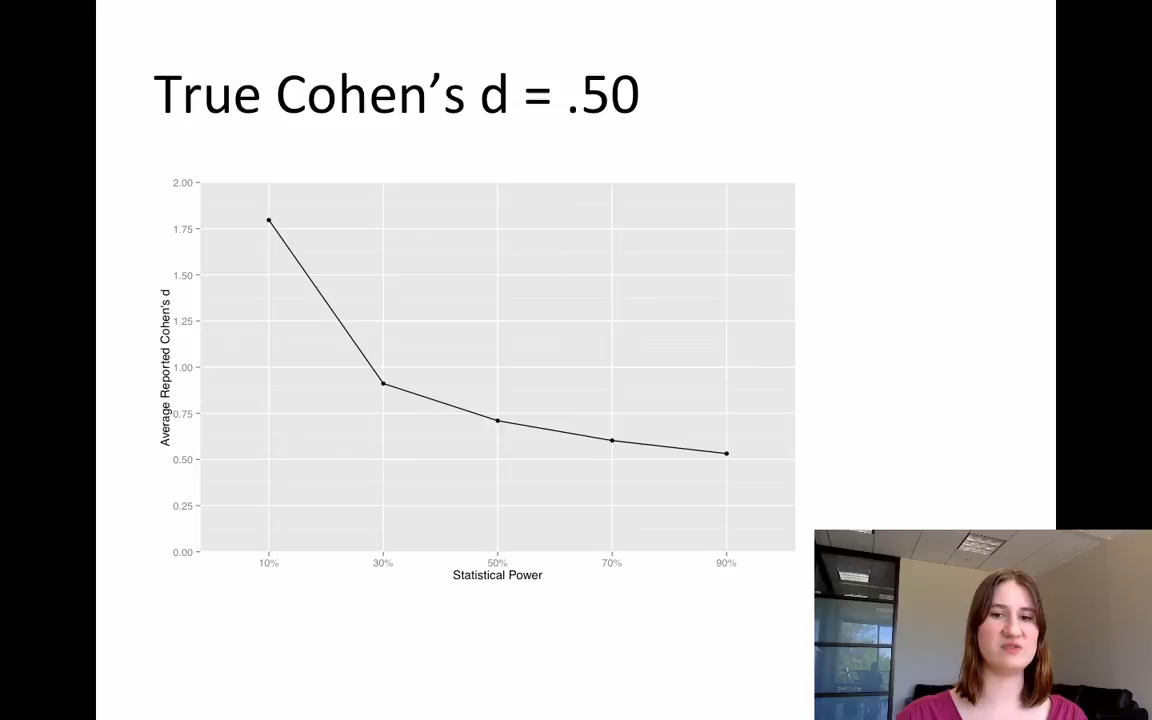 True Cohen’s d = .50
2.00
1.75
1.50
1.25
1.00
0.75
0.50
0.25
0.00
Average Reported Cohen's d
10% 30% 50% 70% 90%
Statistical Power